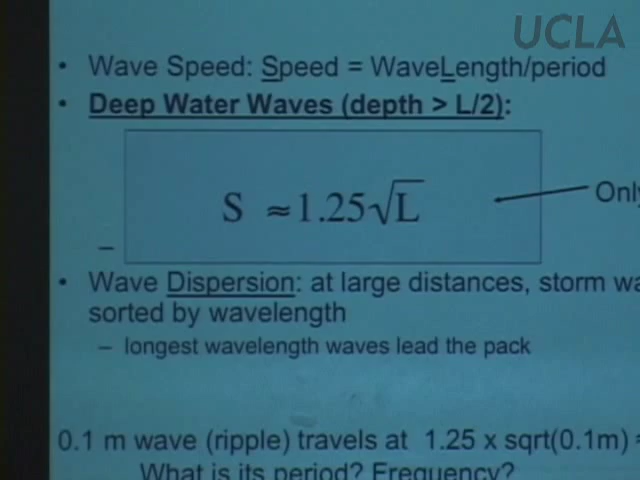 UCLA
• Wave Speed: Speed = WaveLength/period
• Deep Water Waves (depth > L/2):
S ≈ 1.25√L
Only
–
• Wave Dispersion: at large distances, storm wa
sorted by wavelength
– longest wavelength waves lead the pack
0.1 m wave (ripple) travels at 1.25 x sqrt(0.1m) =
What is its period? Frequency?